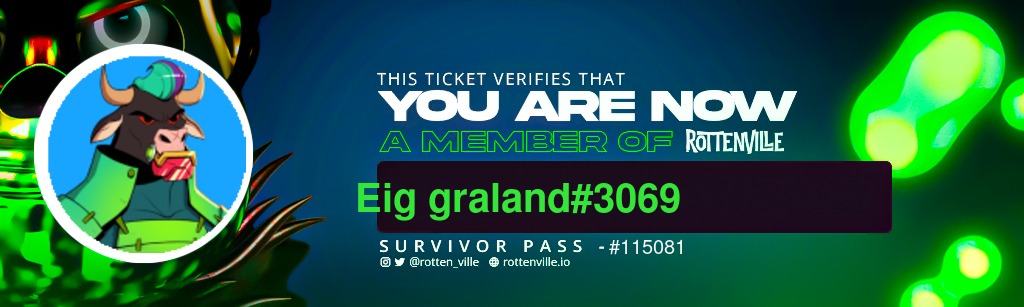 THIS TICKET VERIFIES THAT
YOU ARE NOW
A MEMBER OF ROTTENVILLE
Eig graland#3069
SURVIVOR PASS - #115081
@rotten_ville rottenville.io